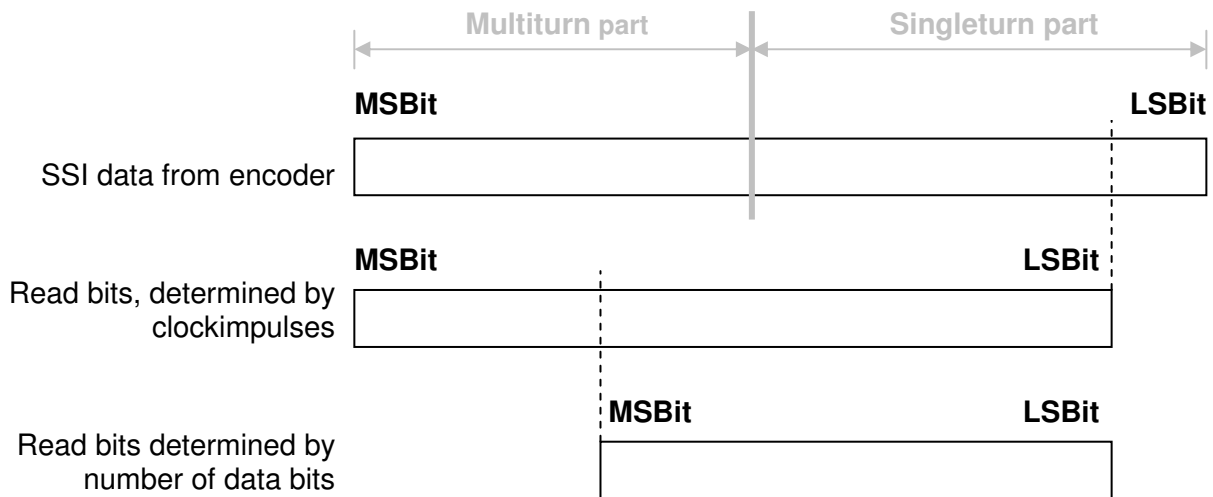 Multiturn part Singleturn part
MSBit LSBit
SSI data from encoder
MSBit LSBit
Read bits, determined by
clockimpulses
MSBit LSBit
Read bits determined by
number of data bits